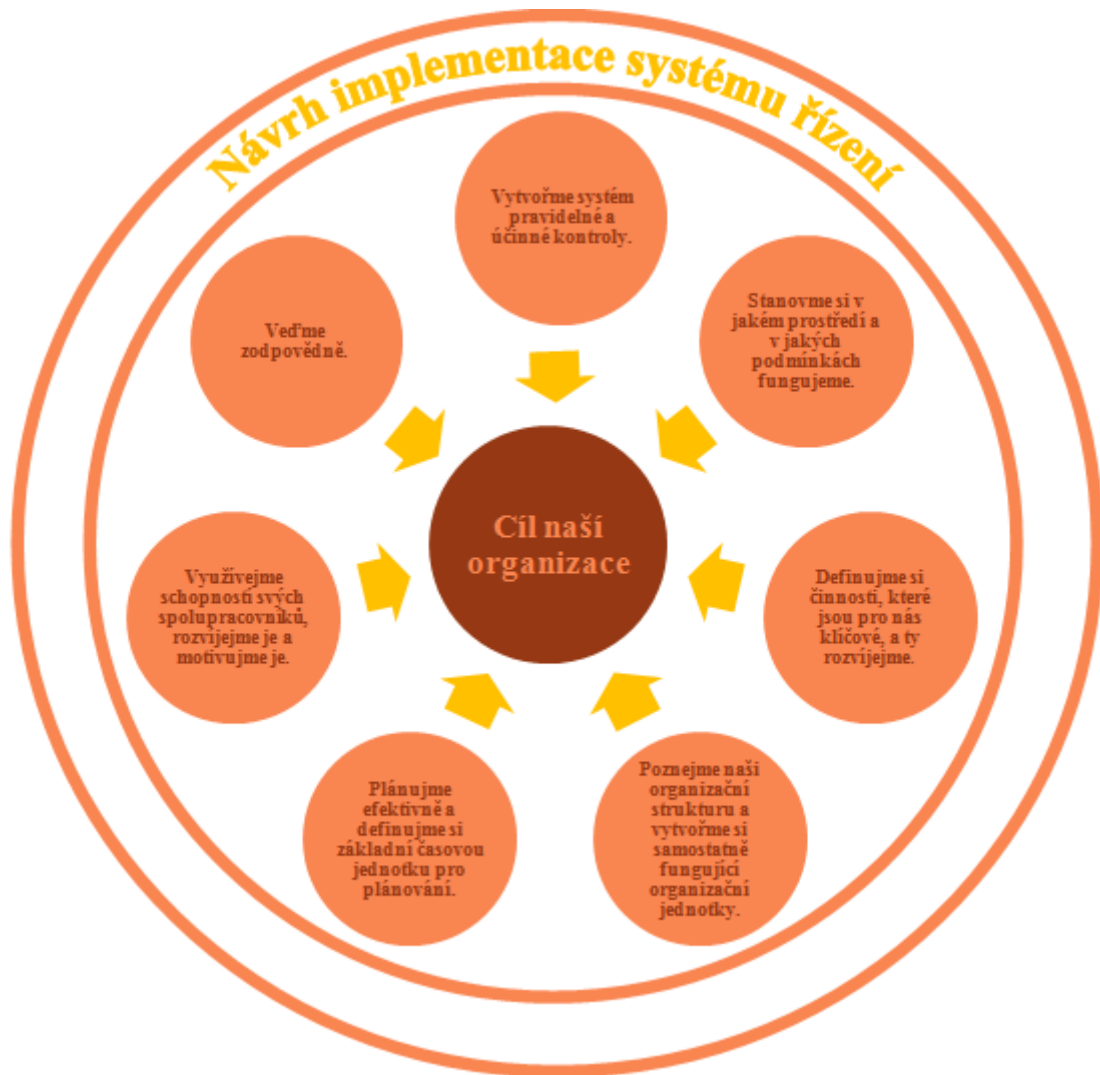 Návrh implementace systému řízení
Vytvořme systém
pravidelné a
účinné kontroly.
Stanovme si v
jakém prostředí a
v jakých
podmínkách
fungujeme.
Definujme si
činnosti, které
jsou pro nás
klíčové, a ty
rozvíjejme.
Poznejme naši
organizační
strukturu a
vytvořme si
samostatně
fungující
organizační
jednotky.
Plánujme
efektivně a
definujme si
základní časovou
jednotku pro
plánování.
Využívejme
schopností svých
spolupracovníků,
rozvíjejme je a
motivujme je.
Veďme
zodpovědně.
Cíl naší
organizace